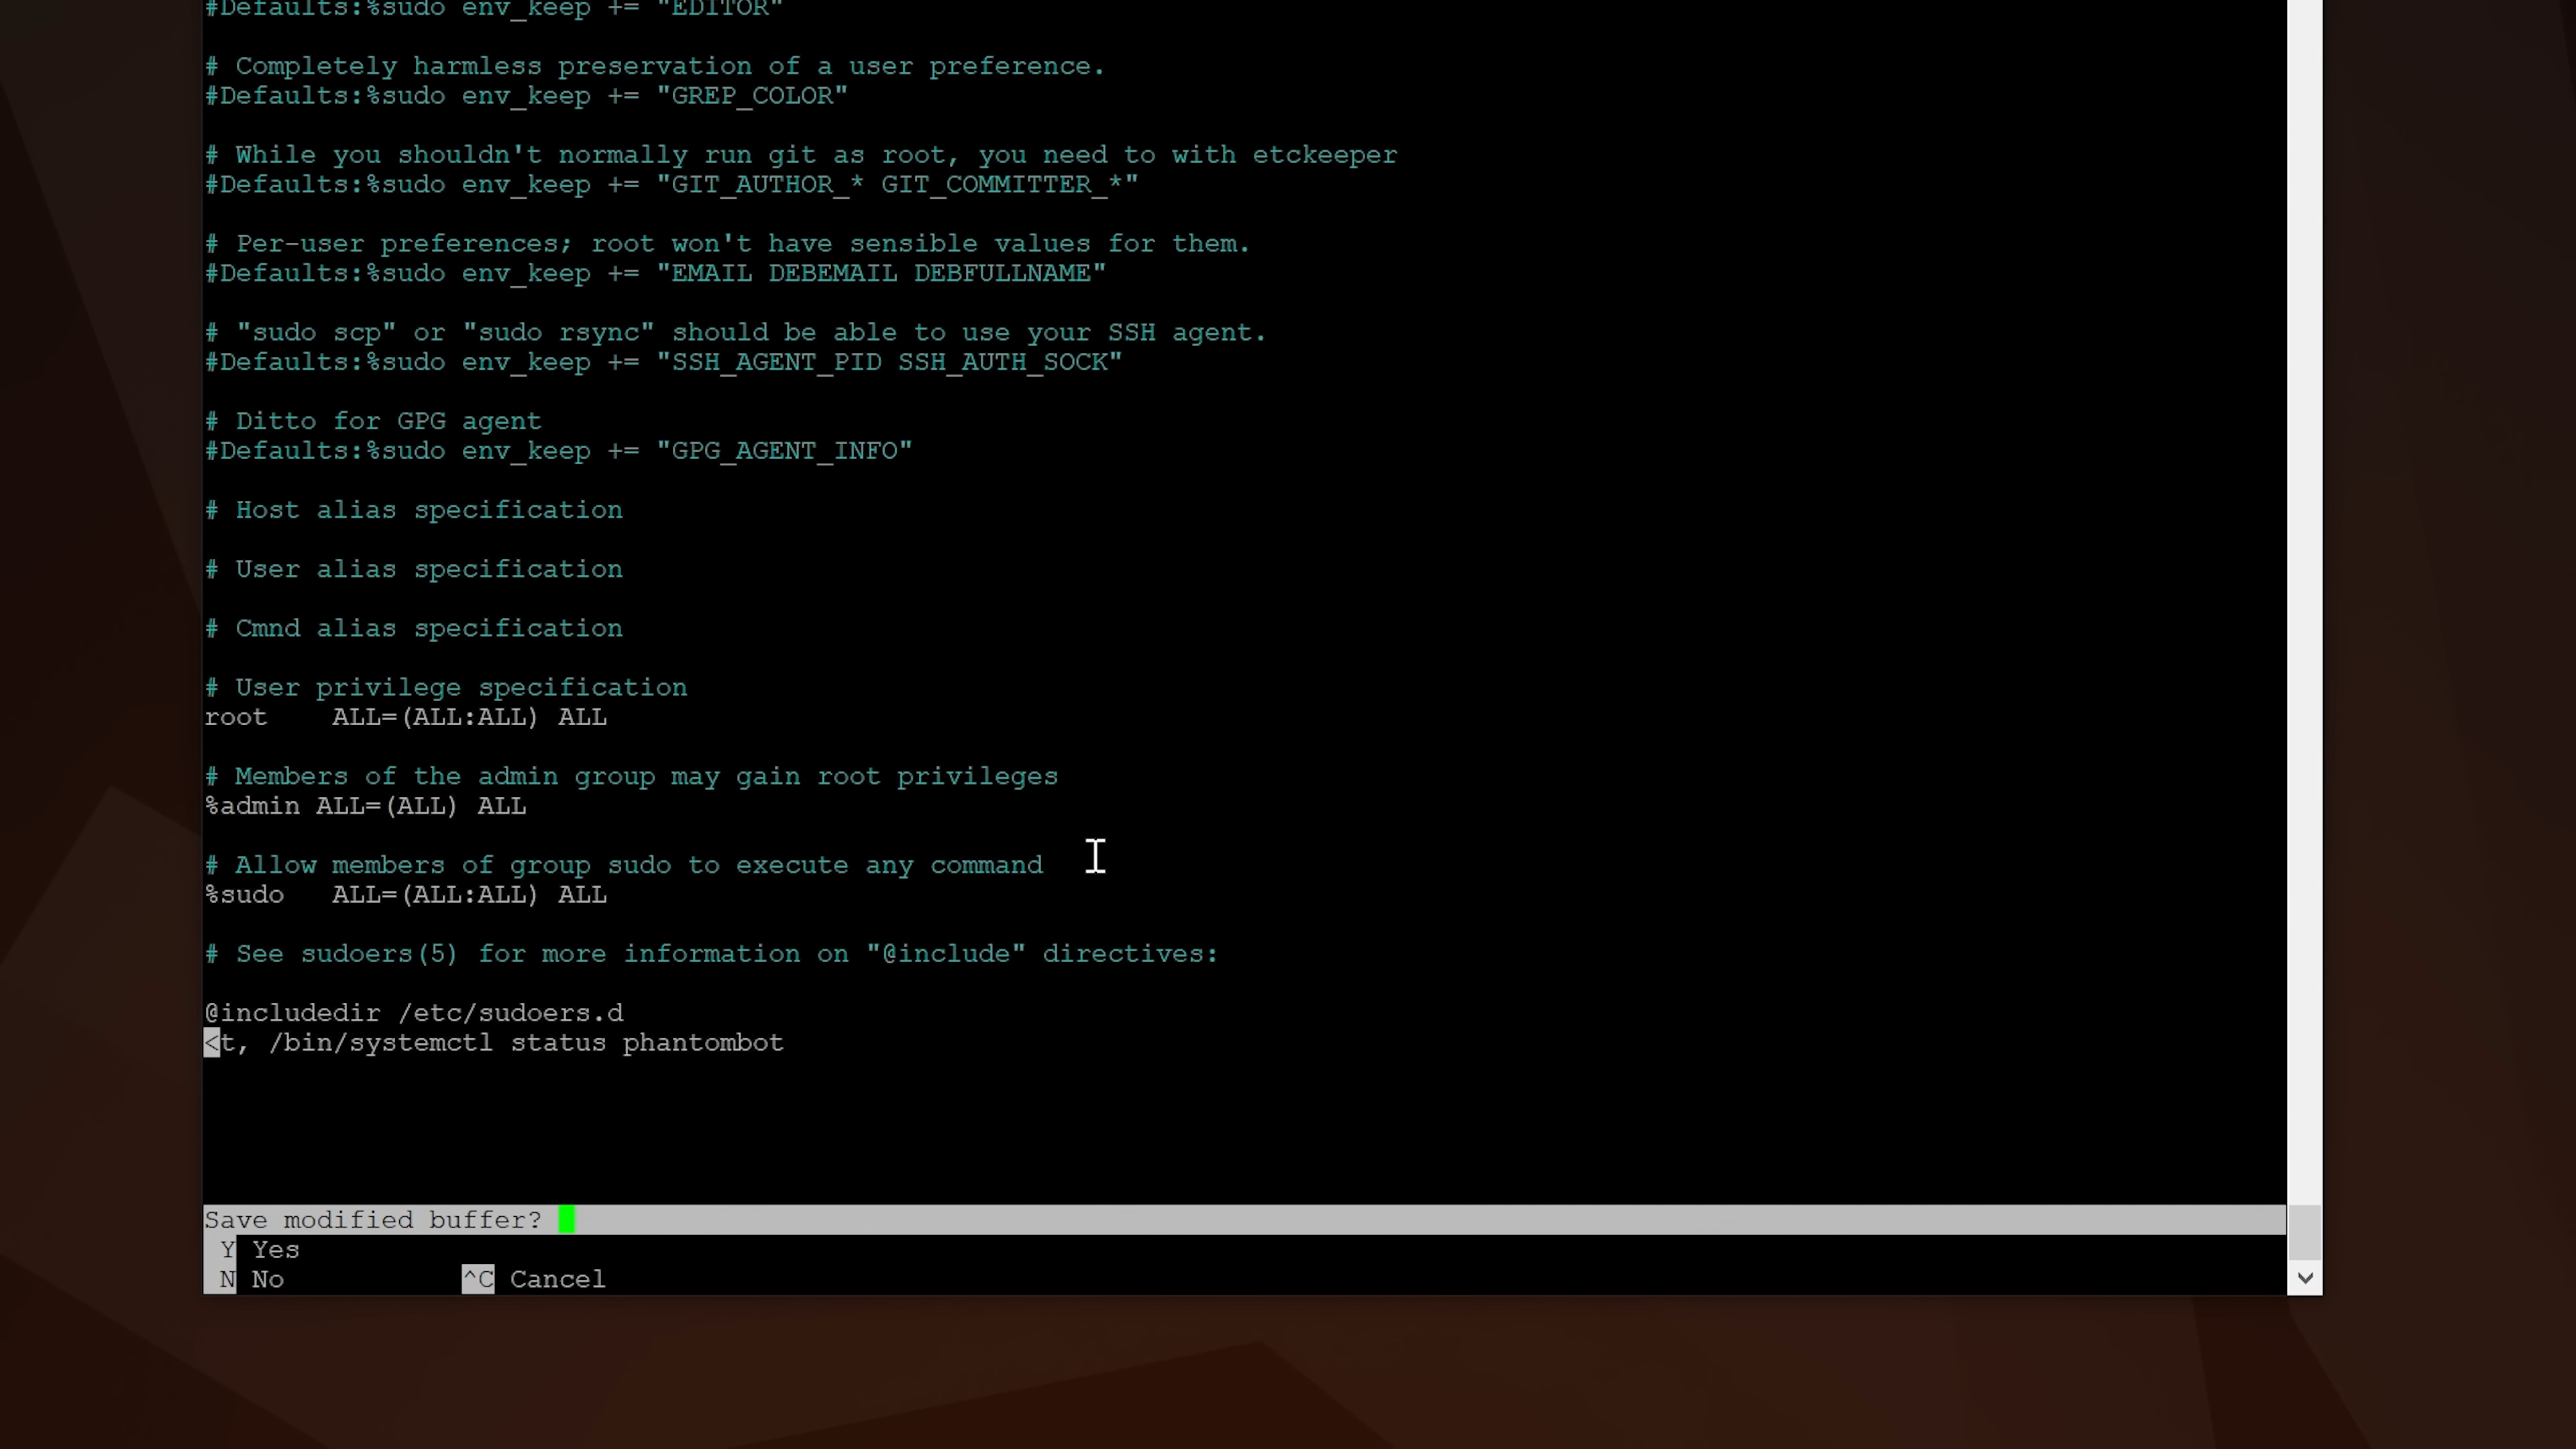 #Defaults:%sudo env_keep += "EDITOR"
# Completely harmless preservation of a user preference.
#Defaults:%sudo env_keep += "GREP_COLOR"
# While you shouldn't normally run git as root, you need to with etckeeper
#Defaults:%sudo env_keep += "GIT_AUTHOR_* GIT_COMMITTER_*"
# Per-user preferences; root won't have sensible values for them.
#Defaults:%sudo env_keep += "EMAIL DEBEMAIL DEBFULLNAME"
# "sudo scp" or "sudo rsync" should be able to use your SSH agent.
#Defaults:%sudo env_keep += "SSH_AGENT_PID SSH_AUTH_SOCK"
# Ditto for GPG agent
#Defaults:%sudo env_keep += "GPG_AGENT_INFO"
# Host alias specification
# User alias specification
# Cmnd alias specification
# User privilege specification
root    ALL=(ALL:ALL) ALL
# Members of the admin group may gain root privileges
%admin ALL=(ALL) ALL
# Allow members of group sudo to execute any command
%sudo   ALL=(ALL:ALL) ALL
# See sudoers(5) for more information on "@include" directives:
@includedir /etc/sudoers.d
<t, /bin/systemctl status phantombot
Save modified buffer?
Y Yes
N No            ^C Cancel